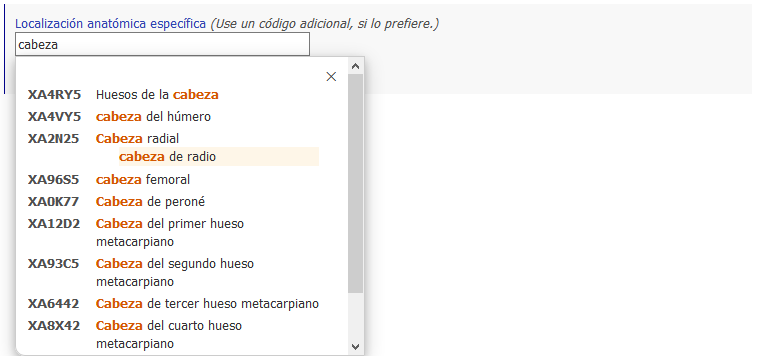 Localización anatómica específica (Use un código adicional, si lo prefiere.)
cabeza
XA4RY5 Huesos de la cabeza
XA4VY5 cabeza del húmero
XA2N25 Cabeza radial
cabeza de radio
XA96S5 cabeza femoral
XA0K77 Cabeza de peroné
XA12D2 Cabeza del primer hueso
metacarpiano
XA93C5 Cabeza del segundo hueso
metacarpiano
XA6442 Cabeza de tercer hueso metacarpiano
XA8X42 Cabeza del cuarto hueso
metacarpiano